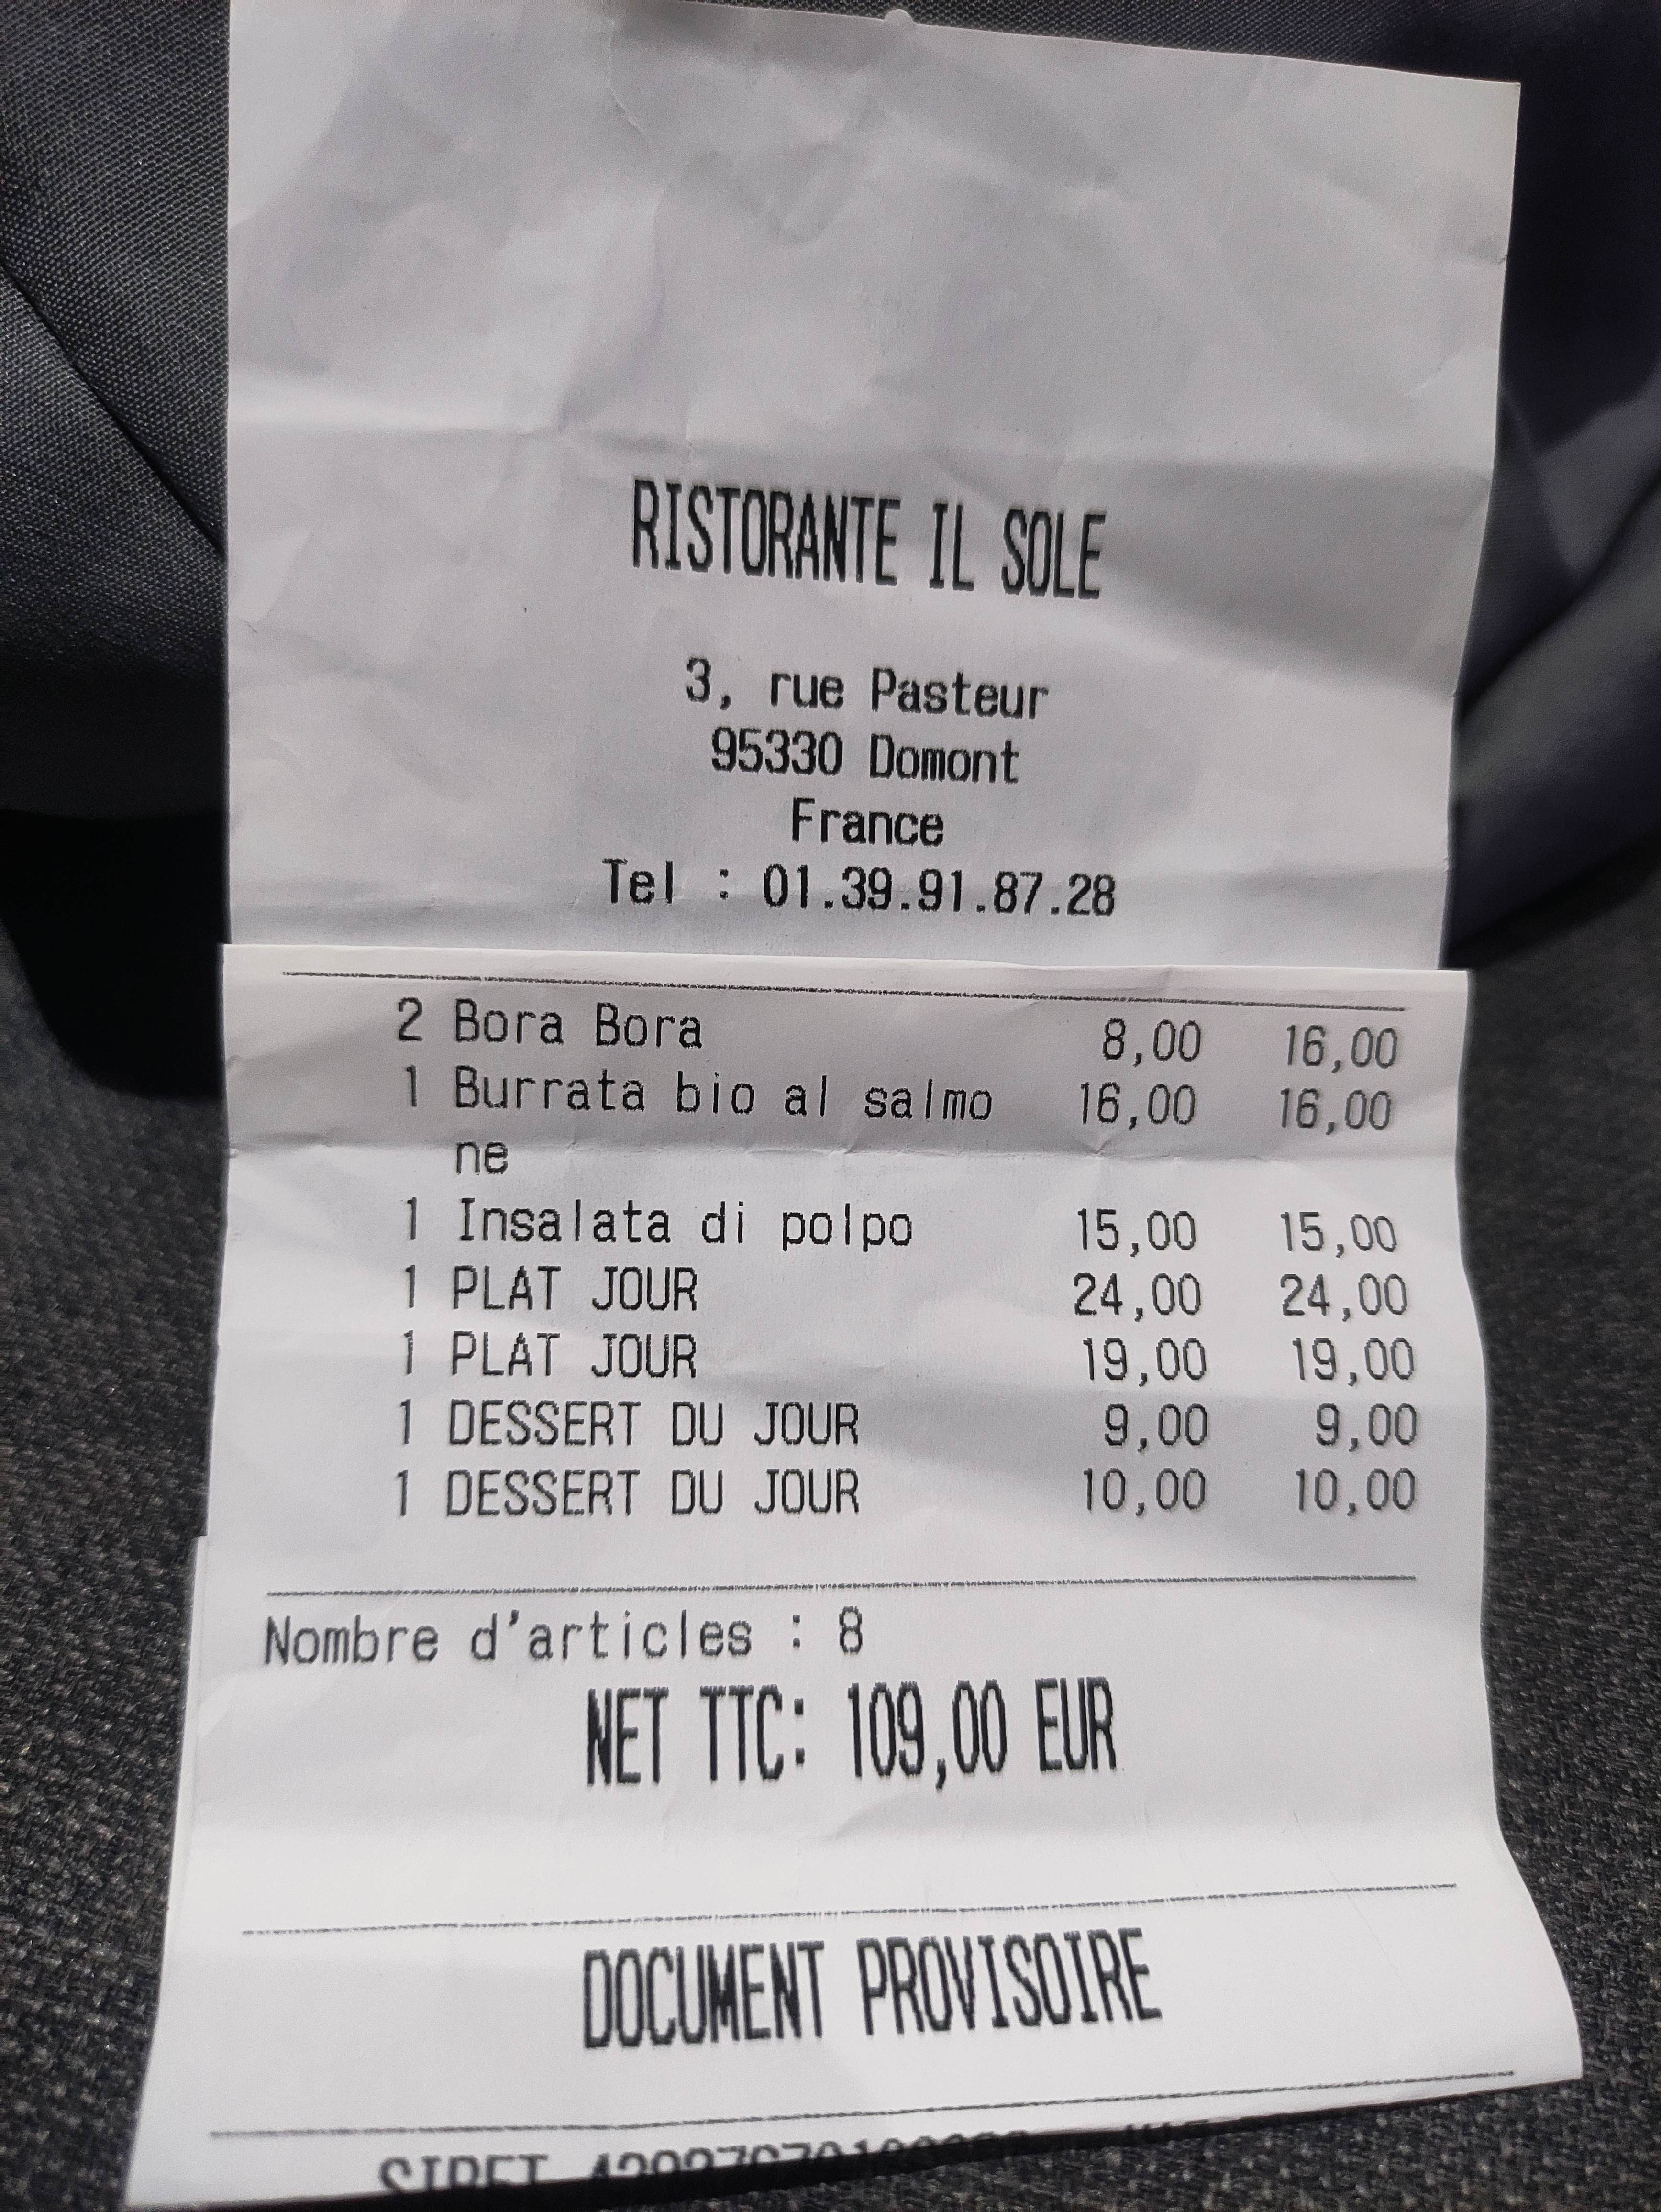 RISTORANTE IL SOLE
3, rue Pasteur
95330 Domont
France
Tel : 01.39.91.87.28
2 Bora Bora 8,00 16,00
1 Burrata bio al salmo 16,00 16,00
ne
1 Insalata di polpo 15,00 15,00
1 PLAT JOUR 24,00 24,00
1 PLAT JOUR 19,00 19,00
1 DESSERT DU JOUR 9,00 9,00
1 DESSERT DU JOUR 10,00 10,00
Nombre d'articles : 8
NET TTC: 109,00 EUR
DOCUMENT PROVISOIRE
SIRET